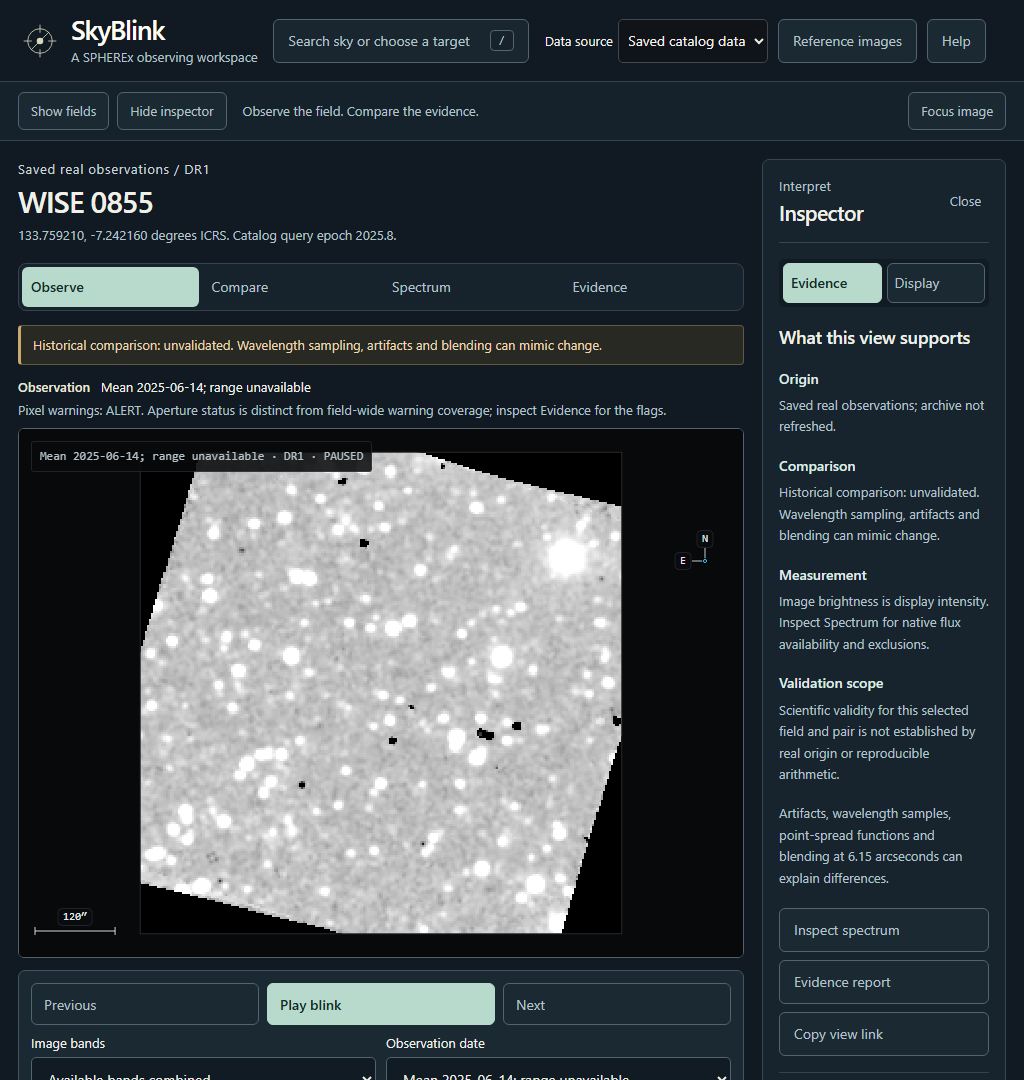 SkyBlink
A SPHEREx observing workspace
Search sky or choose a target
/
Data source
Saved catalog data
Reference images
Help
Show fields
Hide inspector
Observe the field. Compare the evidence.
Focus image
Saved real observations / DR1
WISE 0855
133.759210, -7.242160 degrees ICRS. Catalog query epoch 2025.8.
Observe
Compare
Spectrum
Evidence
Historical comparison: unvalidated. Wavelength sampling, artifacts and blending can mimic change.
Observation Mean 2025-06-14; range unavailable
Pixel warnings: ALERT. Aperture status is distinct from field-wide warning coverage; inspect Evidence for the flags.
Mean 2025-06-14; range unavailable · DR1 · PAUSED
N
E
120″
Previous
Play blink
Next
Image bands
Observation date
Available bands combined
Mean 2025-06-14; range unavailable
Interpret
Inspector
Close
Evidence
Display
What this view supports
Origin
Saved real observations; archive not
refreshed.
Comparison
Historical comparison: unvalidated.
Wavelength sampling, artifacts and
blending can mimic change.
Measurement
Image brightness is display intensity.
Inspect Spectrum for native flux
availability and exclusions.
Validation scope
Scientific validity for this selected
field and pair is not established by
real origin or reproducible
arithmetic.
Artifacts, wavelength samples,
point-spread functions and
blending at 6.15 arcseconds can
explain differences.
Inspect spectrum
Evidence report
Copy view link